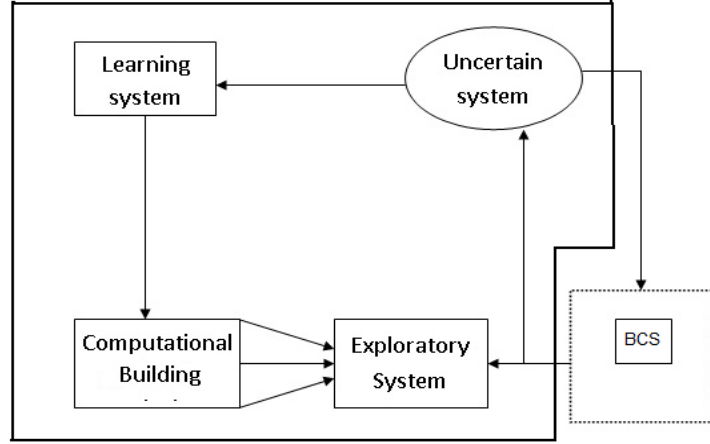 Learning
system
Uncertain
system
Computational
Building
Exploratory
System
BCS